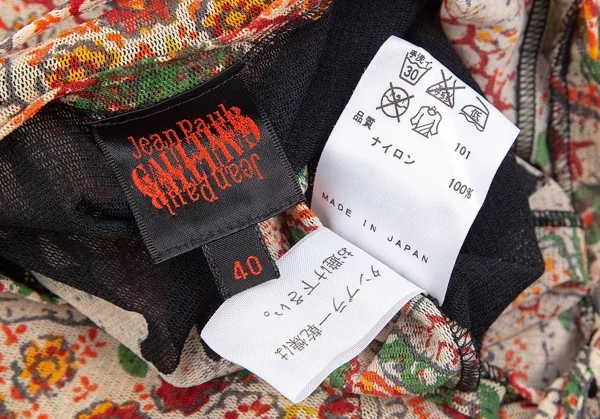 Jean Paul
GAULTIER
Jean Paul
40
手洗イ
30
101
品質
ナイロン
100%
MADE IN JAPAN
タンブラー乾燥は
お避け下さい。